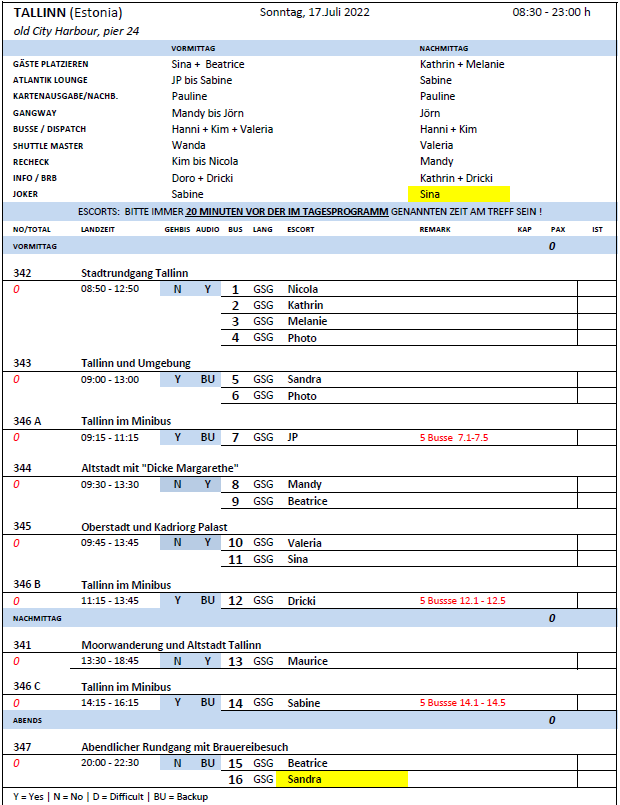 TALLINN (Estonia) Sonntag, 17.Juli 2022 08:30 - 23:00 h
old City Harbour, pier 24
VORMITTAG NACHMITTAG
GÄSTE PLATZIEREN Sina + Beatrice Kathrin + Melanie
ATLANTIK LOUNGE JP bis Sabine Sabine
KARTENAUSGABE/NACHB. Pauline Pauline
GANGWAY Mandy bis Jörn Jörn
BUSSE / DISPATCH Hanni + Kim + Valeria Hanni + Kim
SHUTTLE MASTER Wanda Valeria
RECHECK Kim bis Nicola Mandy
INFO / BRB Doro + Dricki Kathrin + Dricki
JOKER Sabine Sina
ESCORTS: BITTE IMMER 20 MINUTEN VOR DER IM TAGESPROGRAMM GENANNTEN ZEIT AM TREFF SEIN !
NO/TOTAL LANDZEIT GEHBIS AUDIO BUS LANG ESCORT REMARK KAP PAX IST
VORMITTAG 0
342 Stadtrundgang Tallinn
0 08:50 - 12:50 N Y 1 GSG Nicola
2 GSG Kathrin
3 GSG Melanie
4 GSG Photo
343 Tallinn und Umgebung
0 09:00 - 13:00 Y BU 5 GSG Sandra
6 GSG Photo
346 A Tallinn im Minibus
0 09:15 - 11:15 Y BU 7 GSG JP 5 Busse 7.1-7.5
344 Altstadt mit "Dicke Margarethe"
0 09:30 - 13:30 N Y 8 GSG Mandy
9 GSG Beatrice
345 Oberstadt und Kadriorg Palast
0 09:45 - 13:45 N Y 10 GSG Valeria
11 GSG Sina
346 B Tallinn im Minibus
0 11:15 - 13:45 Y BU 12 GSG Dricki 5 Bussse 12.1 - 12.5
NACHMITTAG 0
341 Moorwanderung und Altstadt Tallinn
0 13:30 - 18:45 N Y 13 GSG Maurice
346 C Tallinn im Minibus
0 14:15 - 16:15 Y BU 14 GSG Sabine 5 Bussse 14.1 - 14.5
ABENDS 0
347 Abendlicher Rundgang mit Brauereibesuch
0 20:00 - 22:30 N BU 15 GSG Beatrice
16 GSG Sandra
Y = Yes | N = No | D = Difficult | BU = Backup